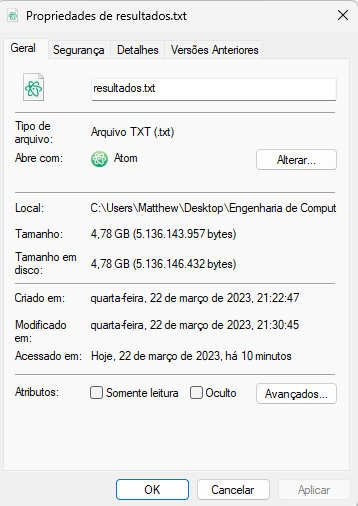 Propriedades de resultados.txt
Geral Segurança Detalhes Versões Anteriores
resultados.txt
Tipo de arquivo: Arquivo TXT (.txt)
Abre com: Atom Alterar...
Local: C:\Users\Matthew\Desktop\Engenharia de Comput
Tamanho: 4,78 GB (5.136.143.957 bytes)
Tamanho em disco: 4,78 GB (5.136.146.432 bytes)
Criado em: quarta-feira, 22 de março de 2023, 21:22:47
Modificado em: quarta-feira, 22 de março de 2023, 21:30:45
Acessado em: Hoje, 22 de março de 2023, há 10 minutos
Atributos: Somente leitura Oculto Avançados...
OK Cancelar Aplicar